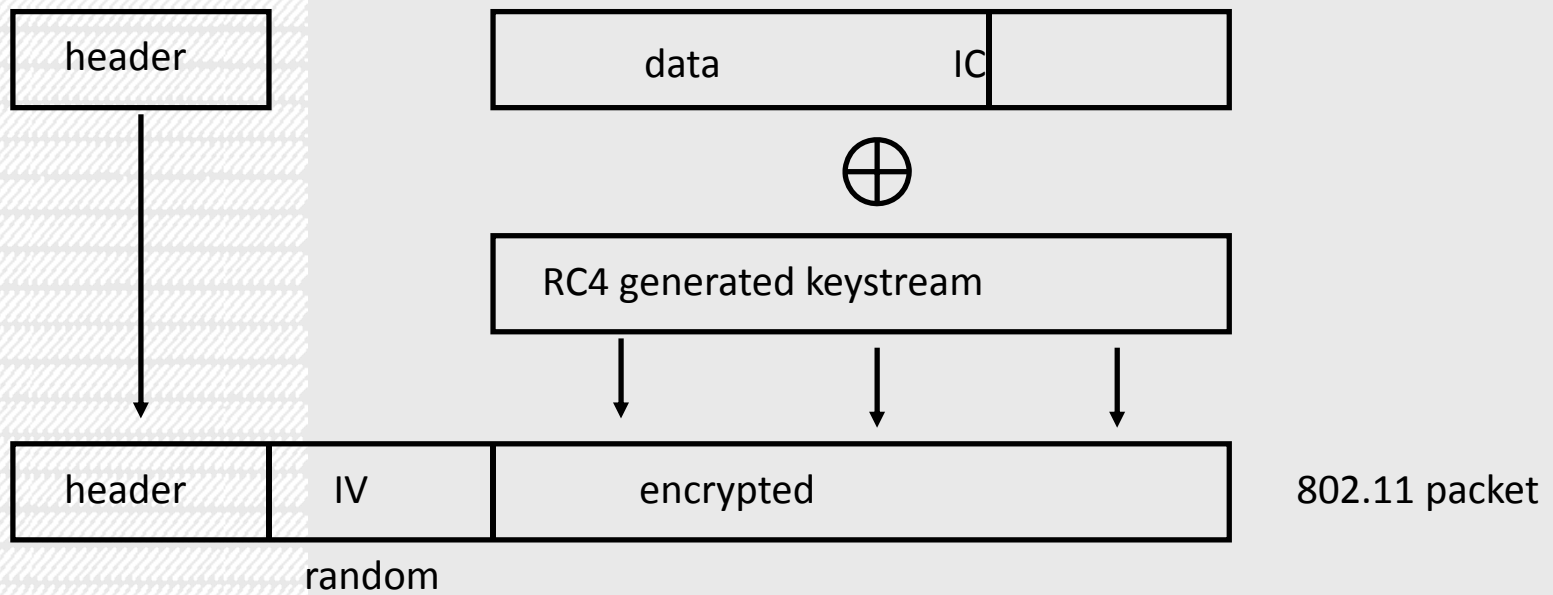 header
data IC
RC4 generated keystream
header IV encrypted 802.11 packet
random